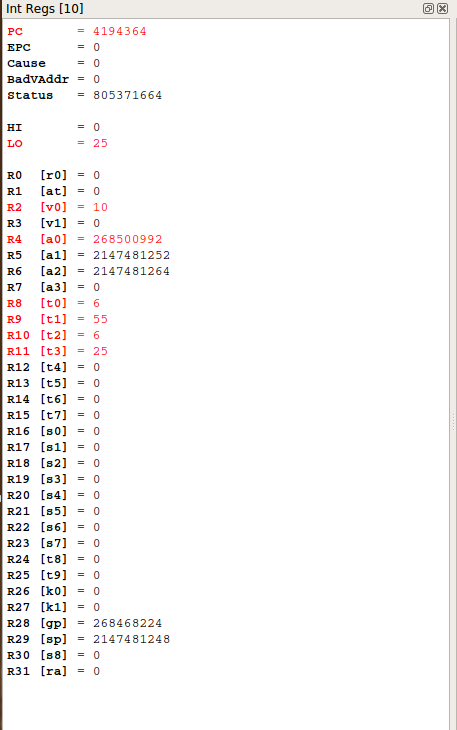 Int Regs [10]
PC       = 4194364
EPC      = 0
Cause    = 0
BadVAddr = 0
Status   = 805371664
HI       = 0
LO       = 25
R0  [r0] = 0
R1  [at] = 0
R2  [v0] = 10
R3  [v1] = 0
R4  [a0] = 268500992
R5  [a1] = 2147481252
R6  [a2] = 2147481264
R7  [a3] = 0
R8  [t0] = 6
R9  [t1] = 55
R10 [t2] = 6
R11 [t3] = 25
R12 [t4] = 0
R13 [t5] = 0
R14 [t6] = 0
R15 [t7] = 0
R16 [s0] = 0
R17 [s1] = 0
R18 [s2] = 0
R19 [s3] = 0
R20 [s4] = 0
R21 [s5] = 0
R22 [s6] = 0
R23 [s7] = 0
R24 [t8] = 0
R25 [t9] = 0
R26 [k0] = 0
R27 [k1] = 0
R28 [gp] = 268468224
R29 [sp] = 2147481248
R30 [s8] = 0
R31 [ra] = 0